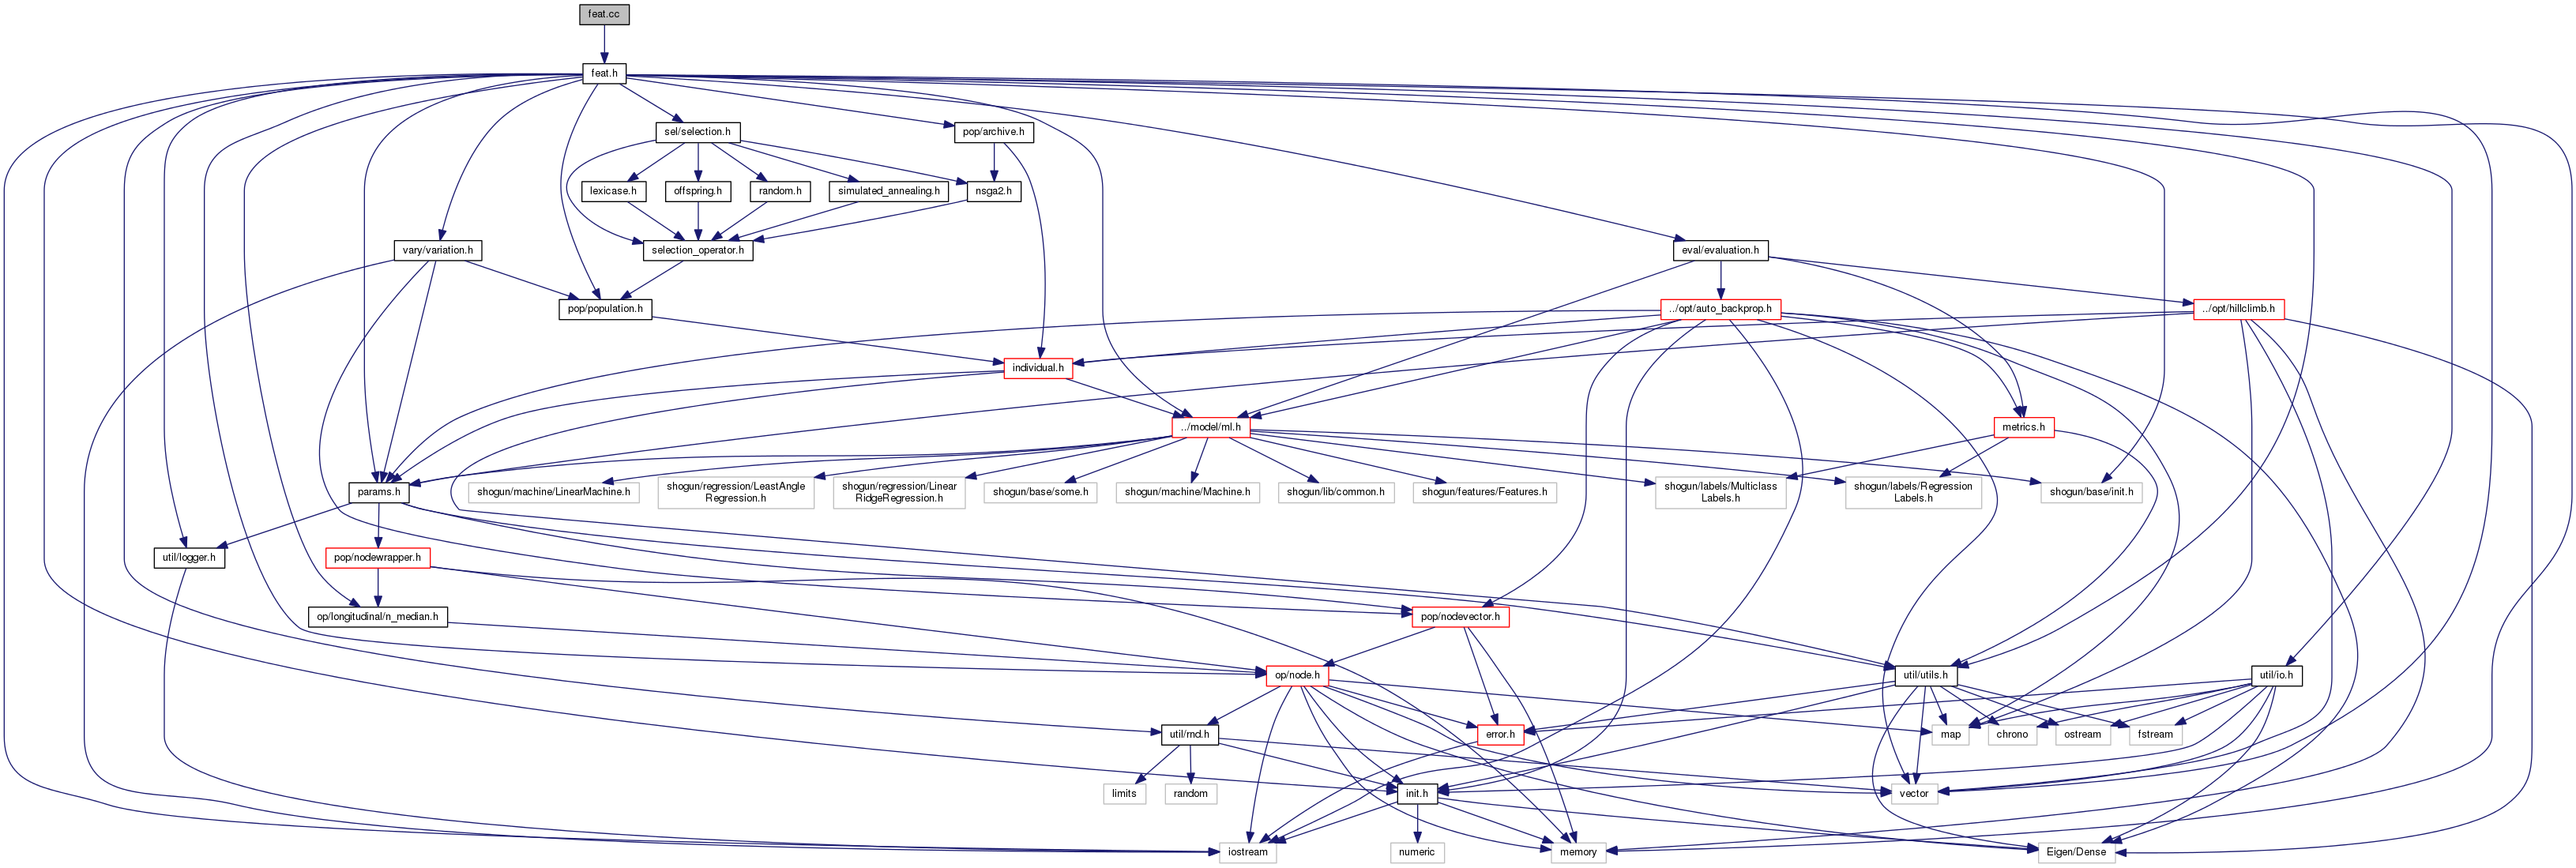 feat.cc
feat.h
sel/selection.h
pop/archive.h
lexicase.h
offspring.h
random.h
simulated_annealing.h
nsga2.h
vary/variation.h
selection_operator.h
eval/evaluation.h
pop/population.h
../opt/auto_backprop.h
../opt/hillclimb.h
individual.h
../model/ml.h
metrics.h
params.h
shogun/machine/LinearMachine.h
shogun/regression/LeastAngle
Regression.h
shogun/regression/Linear
RidgeRegression.h
shogun/base/some.h
shogun/machine/Machine.h
shogun/lib/common.h
shogun/features/Features.h
shogun/labels/Multiclass
Labels.h
shogun/labels/Regression
Labels.h
shogun/base/init.h
util/logger.h
pop/nodewrapper.h
op/longitudinal/n_median.h
pop/nodevector.h
op/node.h
util/utils.h
util/io.h
util/rnd.h
error.h
map
chrono
ostream
fstream
limits
random
init.h
vector
iostream
numeric
memory
Eigen/Dense